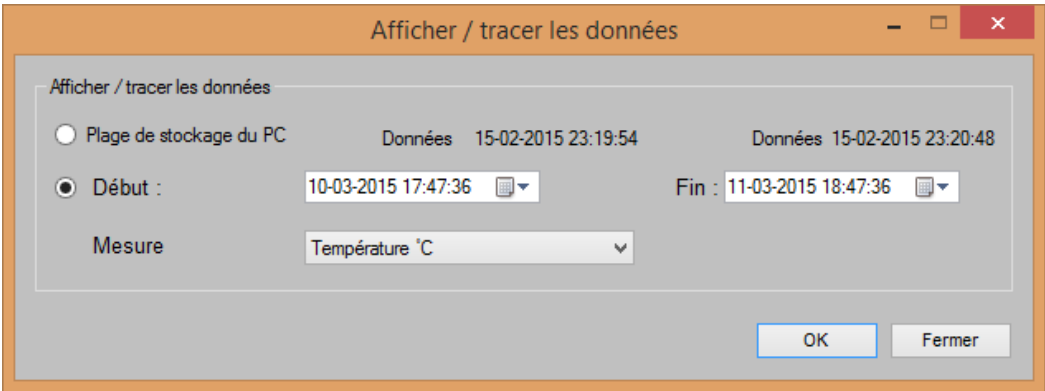 Afficher / tracer les données
Afficher / tracer les données
Plage de stockage du PC Données 15-02-2015 23:19:54 Données 15-02-2015 23:20:48
Début : 10-03-2015 17:47:36 Fin : 11-03-2015 18:47:36
Mesure Température °C
OK Fermer